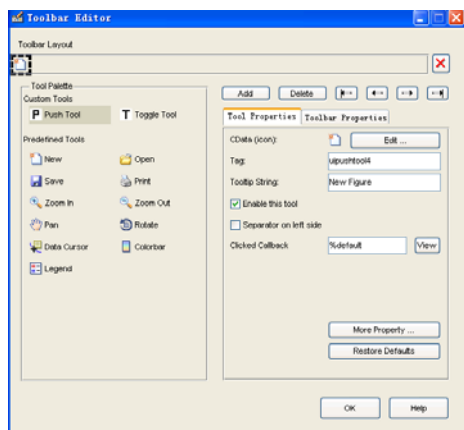 Toolbar Editor
Toolbar Layout
Tool Palette
Custom Tools
P Push Tool
T Toggle Tool
Predefined Tools
New
Open
Save
Print
Zoom In
Zoom Out
Pan
Rotate
Data Cursor
Colorbar
Legend
Add
Delete
Tool Properties
Toolbar Properties
CData (icon):
Edit ...
Tag:
uipushtool4
Tooltip String:
New Figure
Enable this tool
Separator on left side
Clicked Callback
%default
View
More Property ...
Restore Defaults
OK
Help